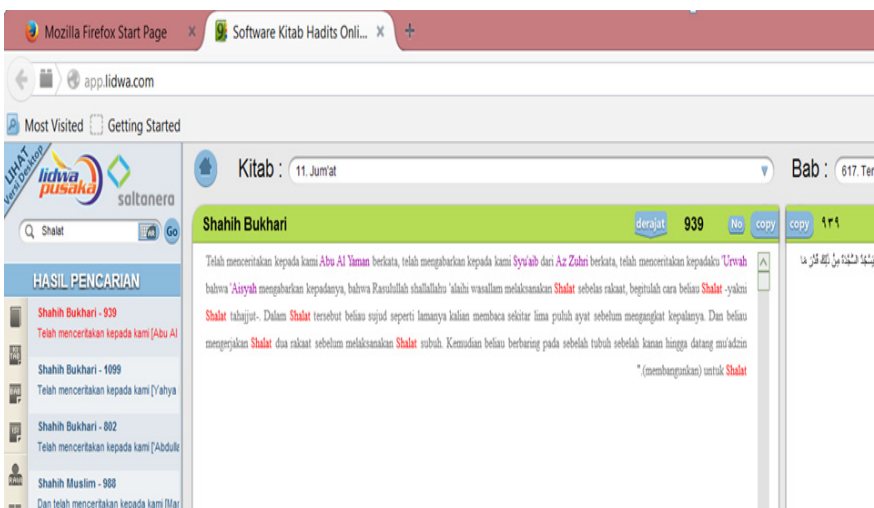 Mozilla Firefox Start Page
Software Kitab Hadits Onli...
app.lidwa.com
Most Visited Getting Started
LIHAT
Versi Desktop
lidwa
pusaka
saltanera
Shalat Go
HASIL PENCARIAN
Shahih Bukhari - 939
Telah menceritakan kepada kami [Abu Al
Shahih Bukhari - 1099
Telah menceritakan kepada kami [Yahya
Shahih Bukhari - 802
Telah menceritakan kepada kami ['Abdulla
Shahih Muslim - 988
Dan telah menceritakan kepada kami [Mar
Kitab : 11. Jum'at
Shahih Bukhari derajat 939 No copy
Telah menceritakan kepada kami Abu Al Yaman berkata, telah mengabarkan kepada kami Syu'aib dari Az Zuhri berkata, telah menceritakan kepadaku 'Urwah
bahwa 'Aisyah mengabarkan kepadanya, bahwa Rasulullah shallallahu 'alaihi wasallam melaksanakan Shalat sebelas rakaat, begitulah cara beliau Shalat -yakni
Shalat tahajjut-. Dalam Shalat tersebut beliau sujud seperti lamanya kalian membaca sekitar lima puluh ayat sebelum mengangkat kepalanya. Dan beliau
mengerjakan Shalat dua rakaat sebelum melaksanakan Shalat subuh. Kemudian beliau berbaring pada sebelah tubuh sebelah kanan hingga datang mu'adzin
".(membangunkan) untuk Shalat
Bab : 617. Ter
copy ٩٣٩